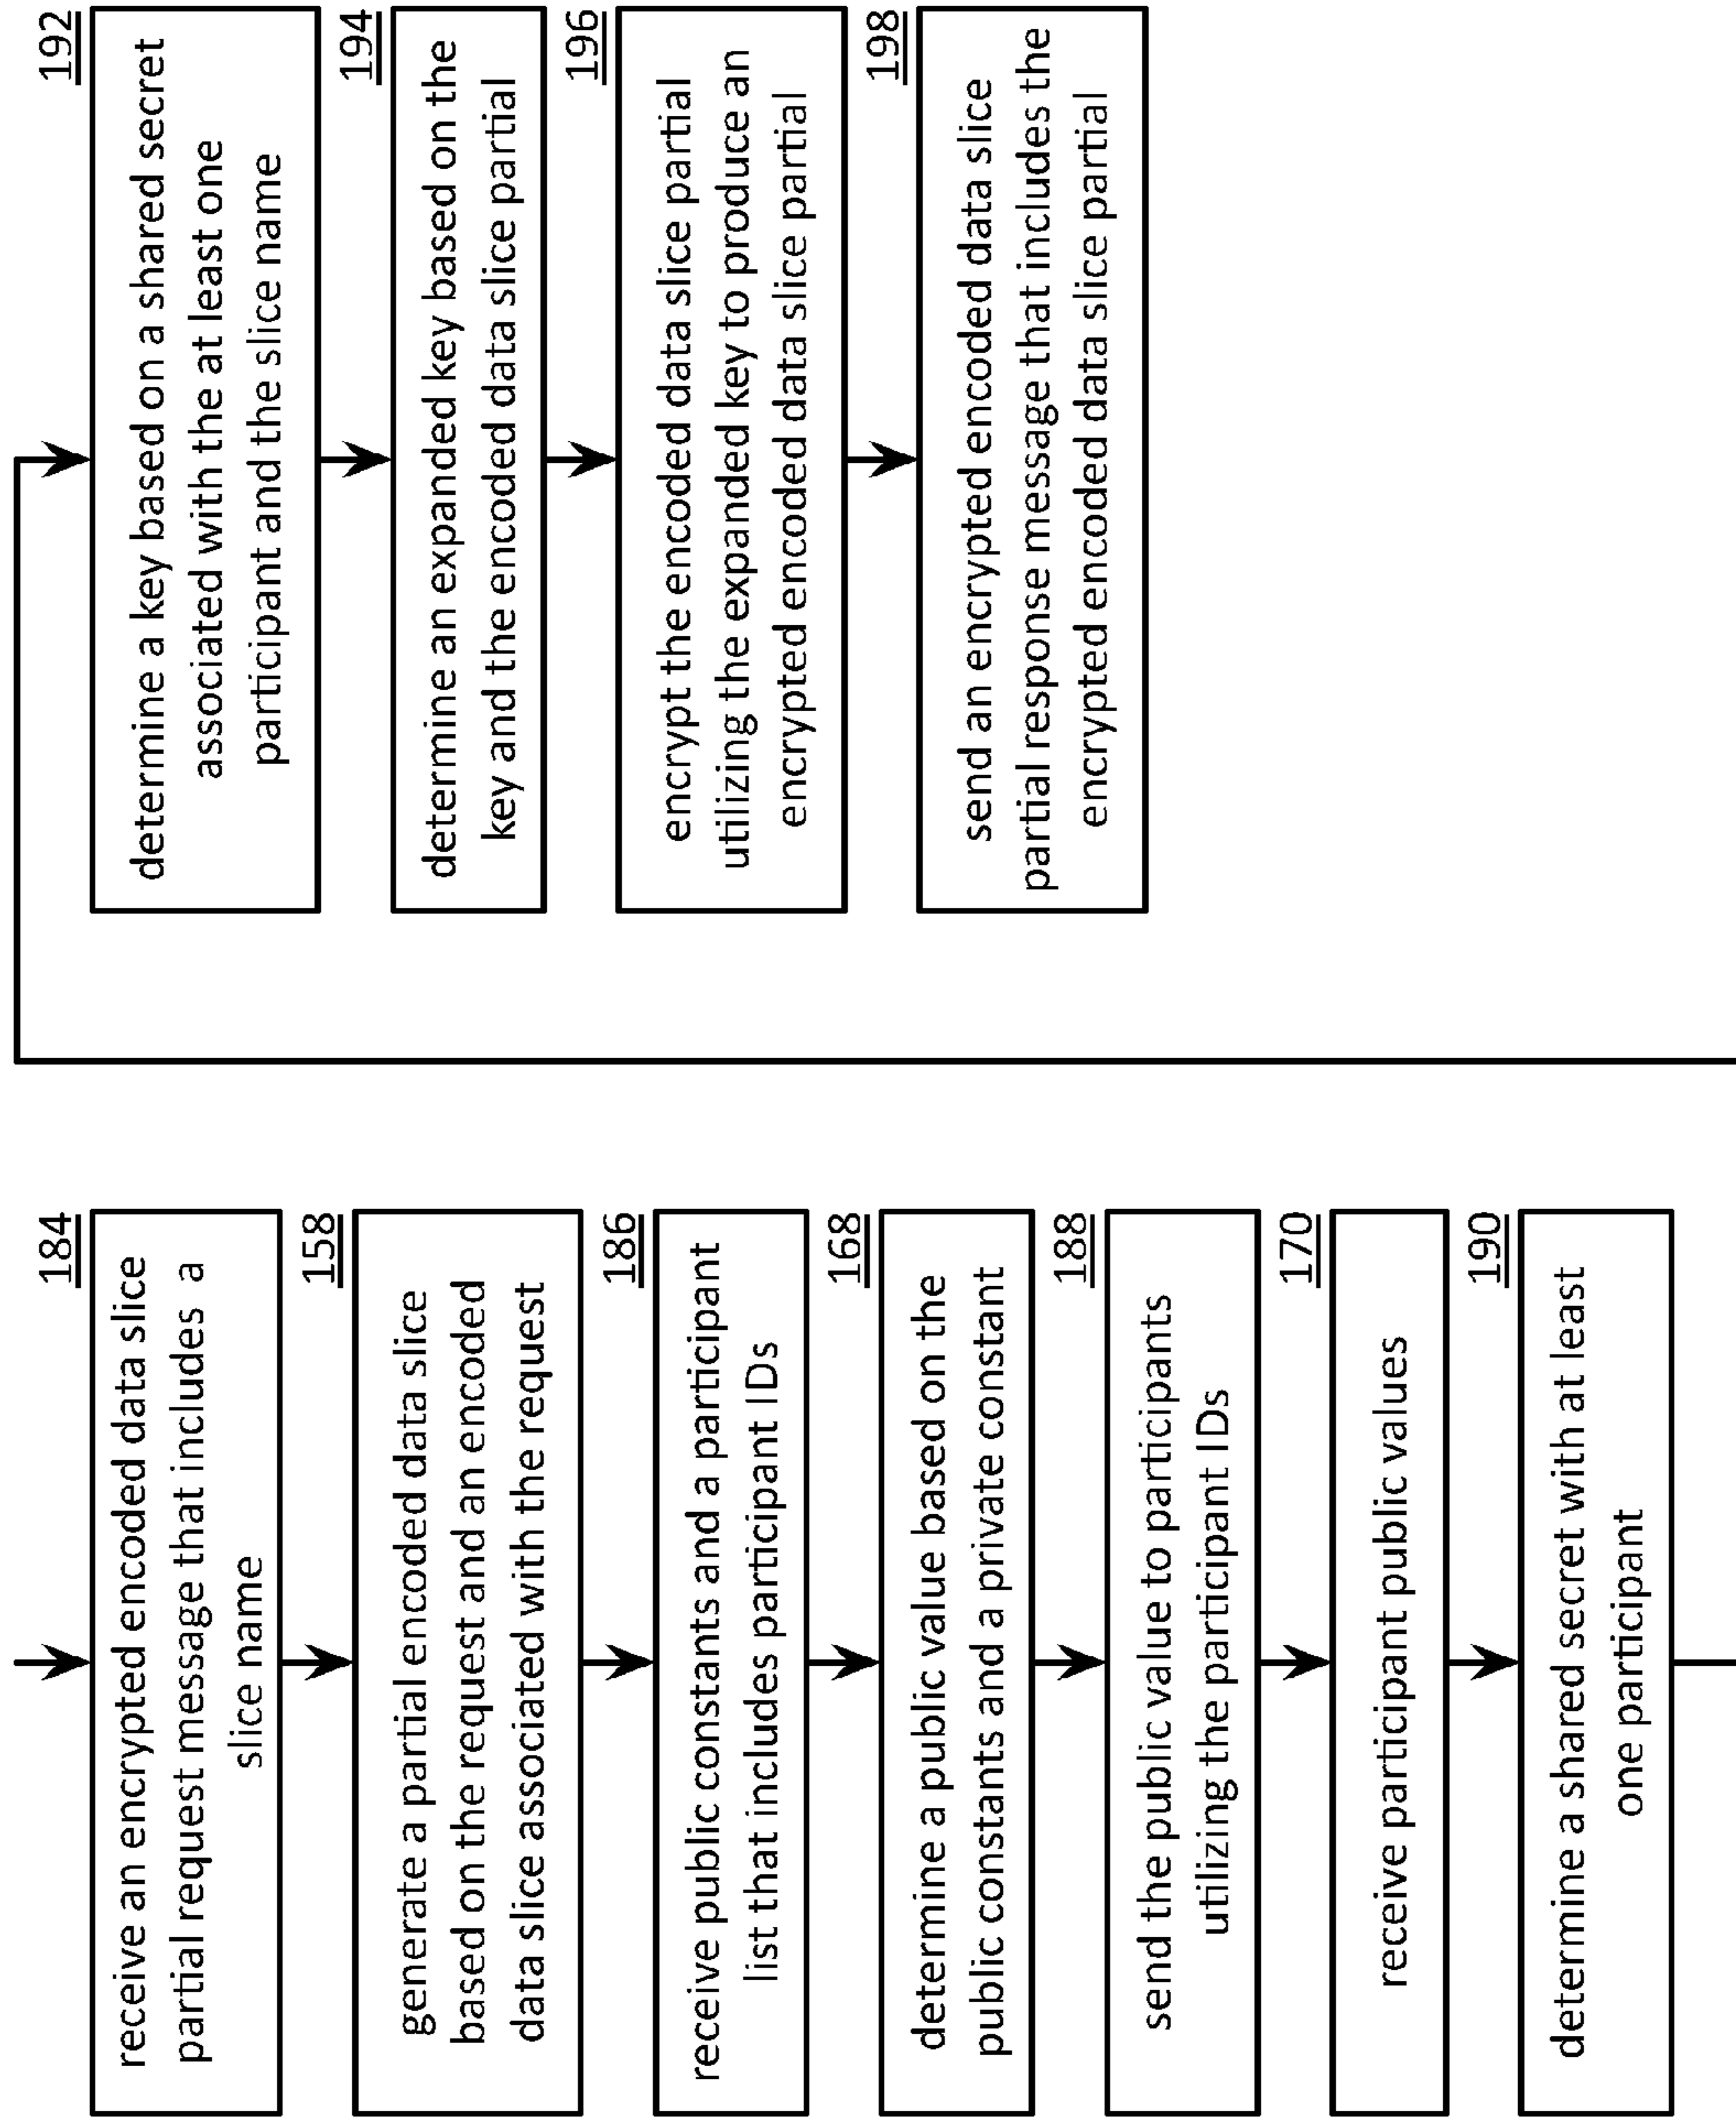 184
receive an encrypted encoded data slice
partial request message that includes a
slice name
158
generate a partial encoded data slice
based on the request and an encoded
data slice associated with the request
186
receive public constants and a participant
list that includes participant IDs
168
determine a public value based on the
public constants and a private constant
188
send the public value to participants
utilizing the participant IDs
170
receive participant public values
190
determine a shared secret with at least
one participant
192
determine a key based on a shared secret
associated with the at least one
participant and the slice name
194
determine an expanded key based on the
key and the encoded data slice partial
196
encrypt the encoded data slice partial
utilizing the expanded key to produce an
encrypted encoded data slice partial
198
send an encrypted encoded data slice
partial response message that includes the
encrypted encoded data slice partial